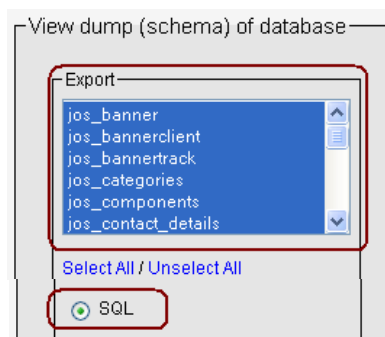 View dump (schema) of database
Export
jos_banner
jos_bannerclient
jos_bannertrack
jos_categories
jos_components
jos_contact_details
Select All / Unselect All
SQL